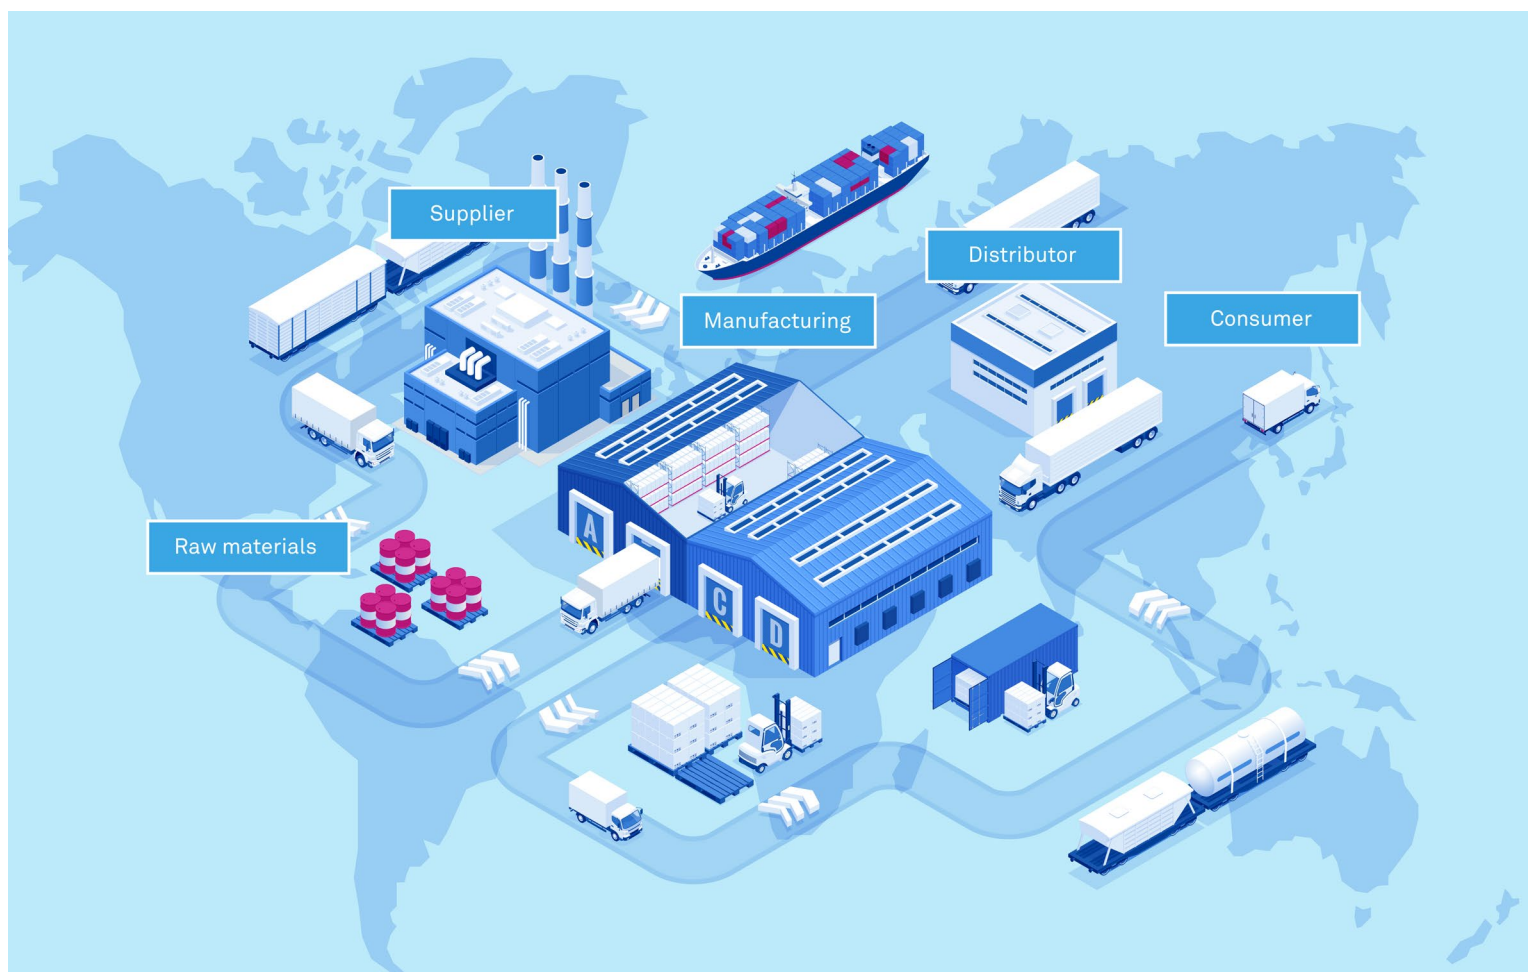 Supplier
Distributor
Manufacturing
Consumer
Raw materials
A
C
D